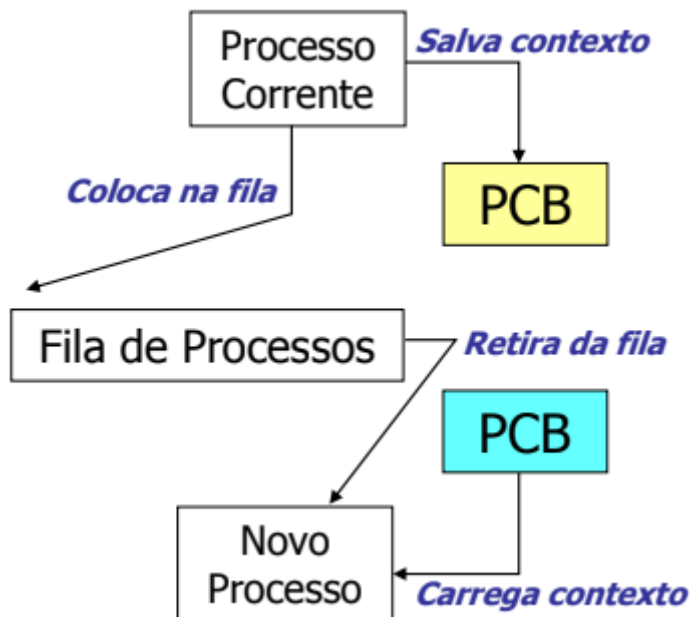 Processo
Corrente
Salva contexto
Coloca na fila
PCB
Fila de Processos
Retira da fila
PCB
Novo
Processo
Carrega contexto